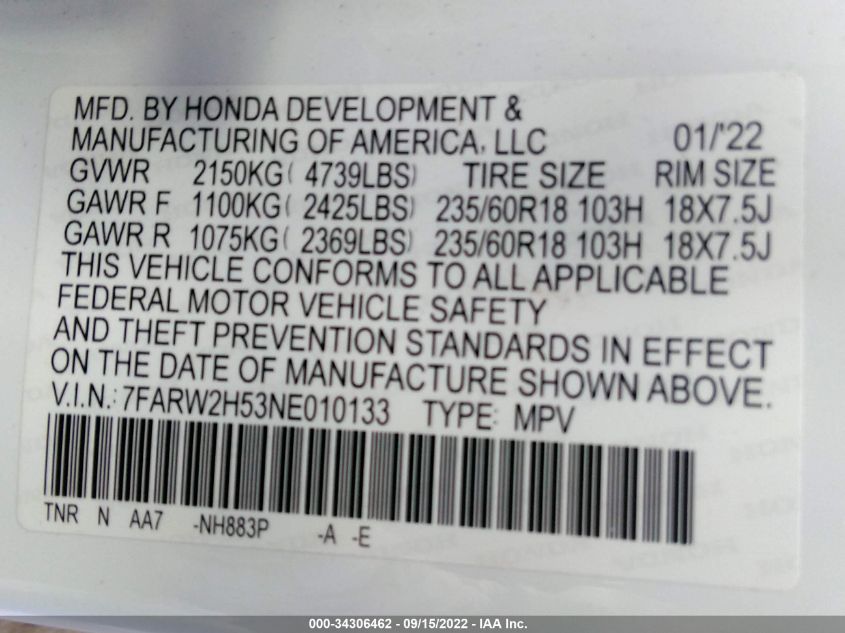 MFD. BY HONDA DEVELOPMENT &
MANUFACTURING OF AMERICA, LLC 01/'22
GVWR 2150KG( 4739LBS) TIRE SIZE RIM SIZE
GAWR F 1100KG( 2425LBS) 235/60R18 103H 18X7.5J
GAWR R 1075KG( 2369LBS) 235/60R18 103H 18X7.5J
THIS VEHICLE CONFORMS TO ALL APPLICABLE
FEDERAL MOTOR VEHICLE SAFETY
AND THEFT PREVENTION STANDARDS IN EFFECT
ON THE DATE OF MANUFACTURE SHOWN ABOVE.
V.I.N.: 7FARW2H53NE010133 TYPE: MPV
TNR N AA7 -NH883P -A -E
000-34306462 - 09/15/2022 - IAA Inc.